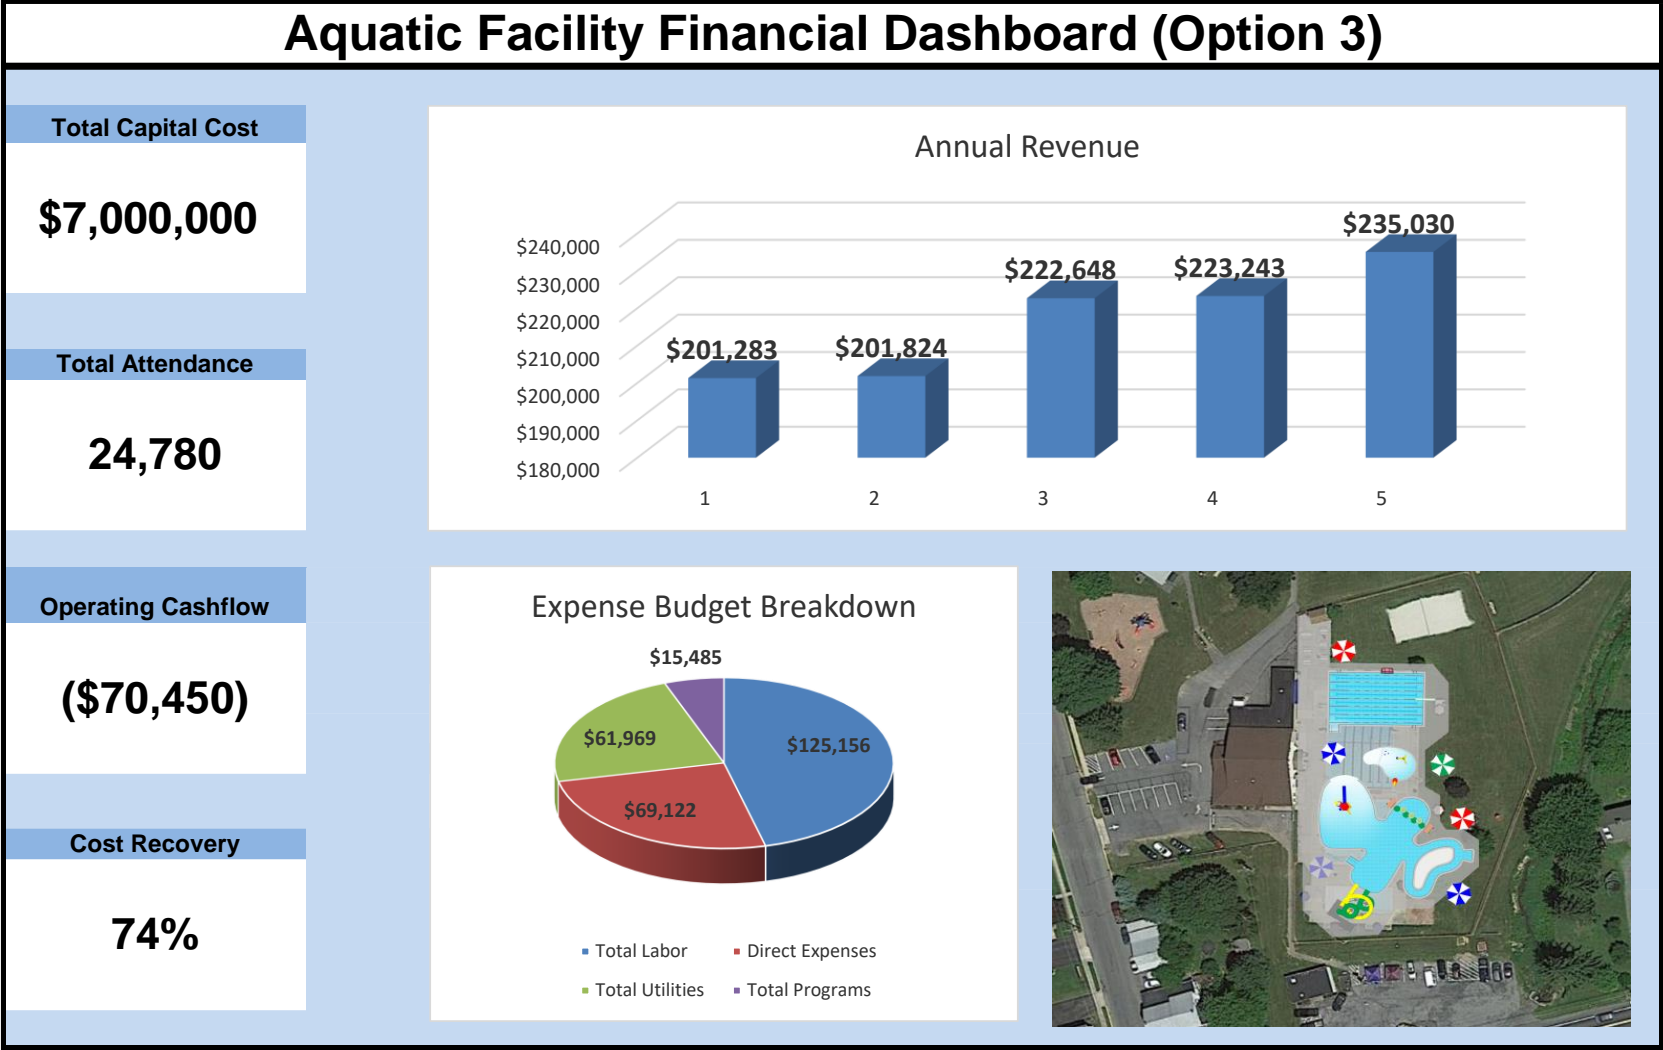 Aquatic Facility Financial Dashboard (Option 3)
Total Capital Cost
$7,000,000
Total Attendance
24,780
Operating Cashflow
($70,450)
Cost Recovery
74%
Annual Revenue
$240,000
$230,000
$220,000
$210,000
$200,000
$190,000
$180,000
$201,283
$201,824
$222,648
$223,243
$235,030
1
2
3
4
5
Expense Budget Breakdown
$15,485
$61,969
$125,156
$69,122
Total Labor
Direct Expenses
Total Utilities
Total Programs